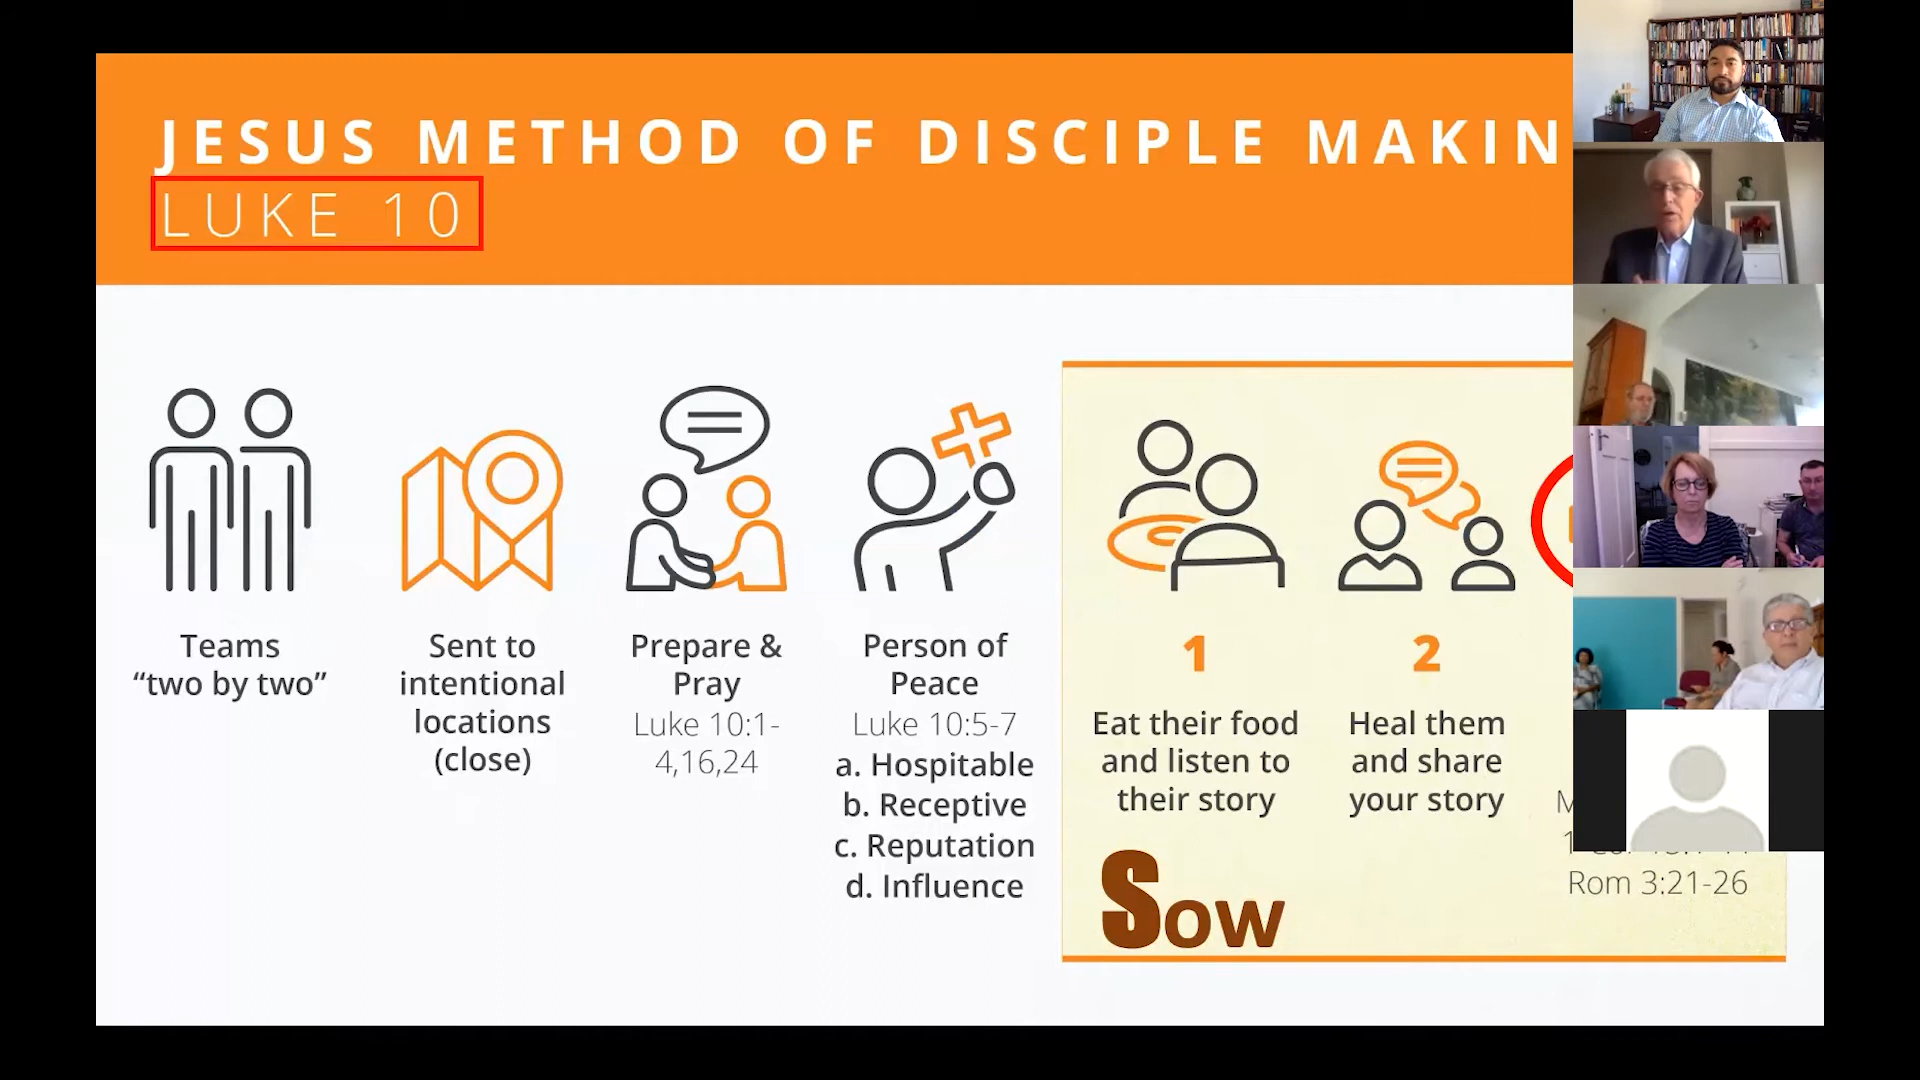 JESUS METHOD OF DISCIPLE MAKIN
LUKE 10
Teams
“two by two”
Sent to
intentional
locations
(close)
Prepare &
Pray
Luke 10:1-
4,16,24
Person of
Peace
Luke 10:5-7
a. Hospitable
b. Receptive
c. Reputation
d. Influence
1
Eat their food
and listen to
their story
2
Heal them
and share
your story
Rom 3:21-26
Sow